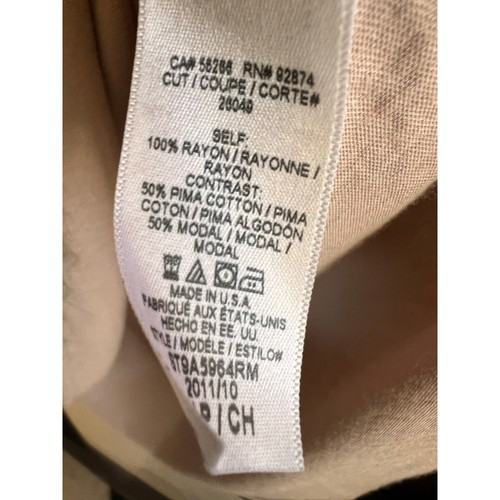 CA# 56266 RN# 92874
CUT / COUPE / CORTE#
26049
SELF:
100% RAYON / RAYONNE /
RAYON
CONTRAST:
50% PIMA COTTON / PIMA
COTON / PIMA ALGODÓN
50% MODAL / MODAL /
MODAL
MADE IN U.S.A.
FABRIQUÉ AUX ÉTATS-UNIS
HECHO EN EE. UU
STYLE / MODÈLE / ESTILO#
ST9A5964RM
2011/10
P / CH